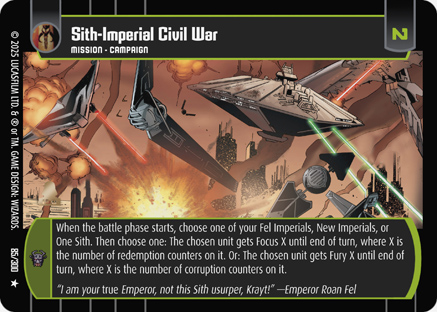 Sith-Imperial Civil War
MISSION - CAMPAIGN
N
© 2025 LUCASFILM LTD. & ® or TM. GAME DESIGN: WIZARDS.
85/300
When the battle phase starts, choose one of your Fel Imperials, New Imperials, or
One Sith. Then choose one: The chosen unit gets Focus X until end of turn, where X is
the number of redemption counters on it. Or: The chosen unit gets Fury X until end of
turn, where X is the number of corruption counters on it.
"I am your true Emperor, not this Sith usurper, Krayt!" —Emperor Roan Fel